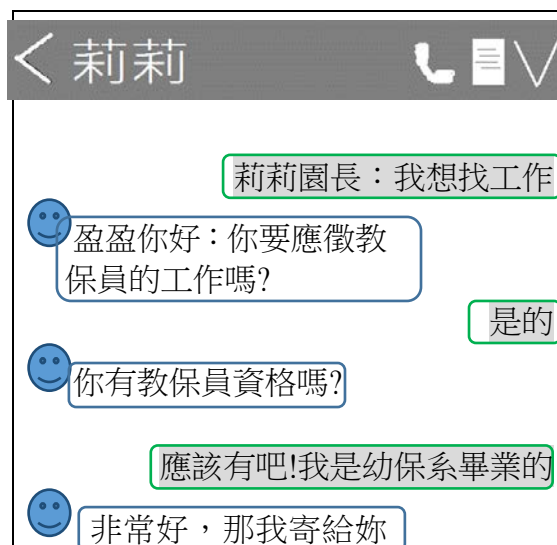 莉莉
莉莉園長：我想找工作
盈盈你好：你要應徵教
保員的工作嗎?
是的
你有教保員資格嗎?
應該有吧!我是幼保系畢業的
非常好，那我寄給妳